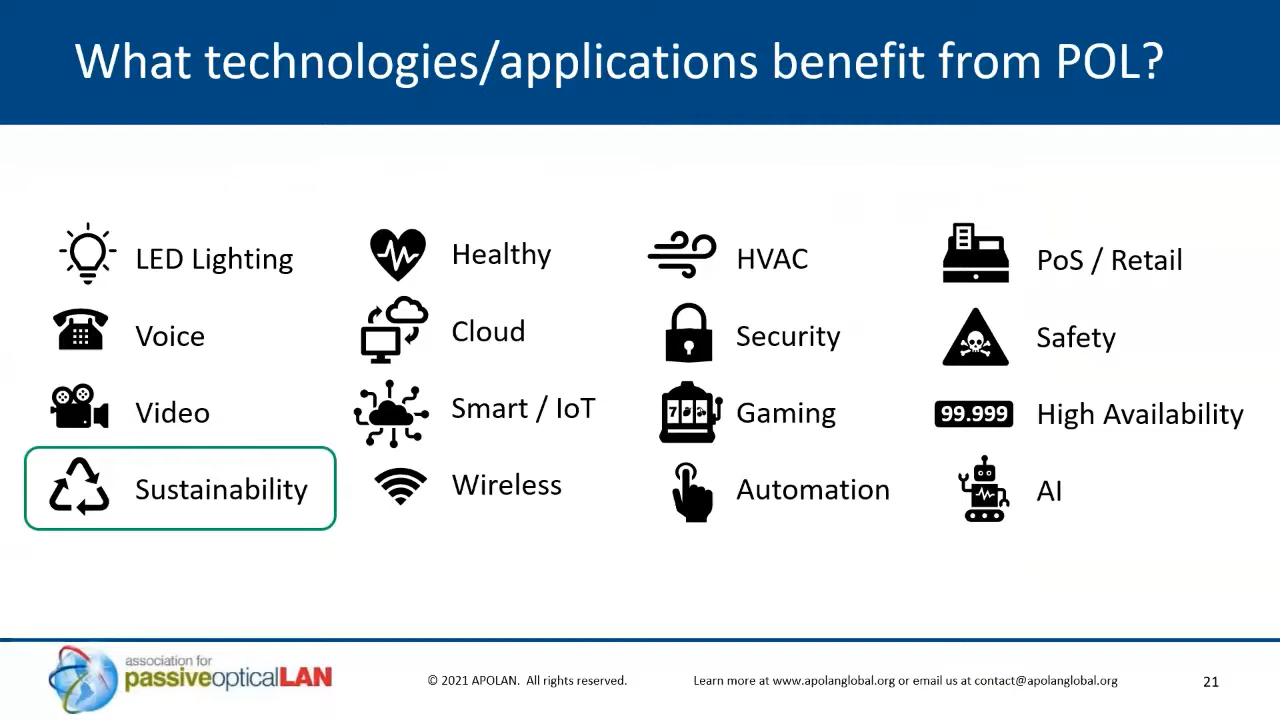 What technologies/applications benefit from POL?
LED Lighting
Healthy
HVAC
PoS / Retail
Voice
Cloud
Security
Safety
Video
Smart / IoT
7
Gaming
99.999
High Availability
Sustainability
Wireless
Automation
AI
association for
passiveopticalLAN
© 2021 APOLAN. All rights reserved.
Learn more at www.apolanglobal.org or email us at contact@apolanglobal.org
21